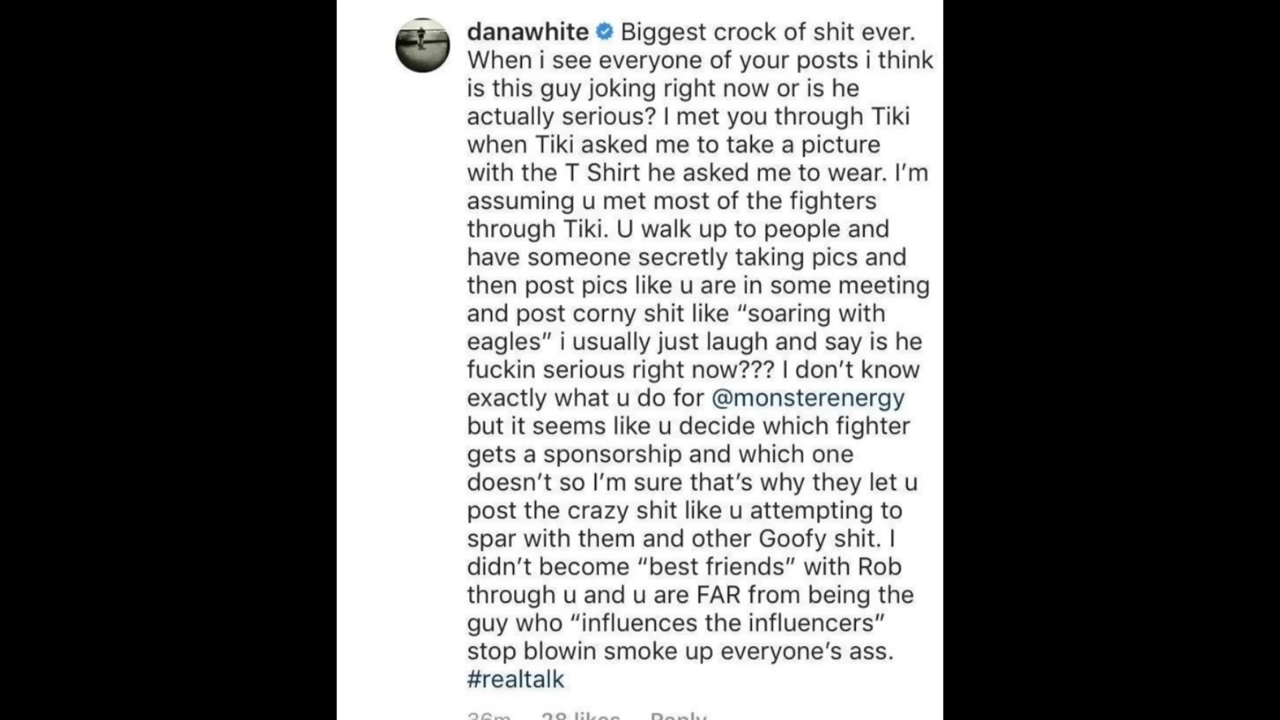 danawhite Biggest crock of shit ever.
When i see everyone of your posts i think
is this guy joking right now or is he
actually serious? I met you through Tiki
when Tiki asked me to take a picture
with the T Shirt he asked me to wear. I’m
assuming u met most of the fighters
through Tiki. U walk up to people and
have someone secretly taking pics and
then post pics like u are in some meeting
and post corny shit like “soaring with
eagles” i usually just laugh and say is he
fuckin serious right now??? I don’t know
exactly what u do for @monsterenergy
but it seems like u decide which fighter
gets a sponsorship and which one
doesn’t so I’m sure that’s why they let u
post the crazy shit like u attempting to
spar with them and other Goofy shit. I
didn’t become “best friends” with Rob
through u and u are FAR from being the
guy who “influences the influencers”
stop blowin smoke up everyone’s ass.
#realtalk
36m 28 likes Reply